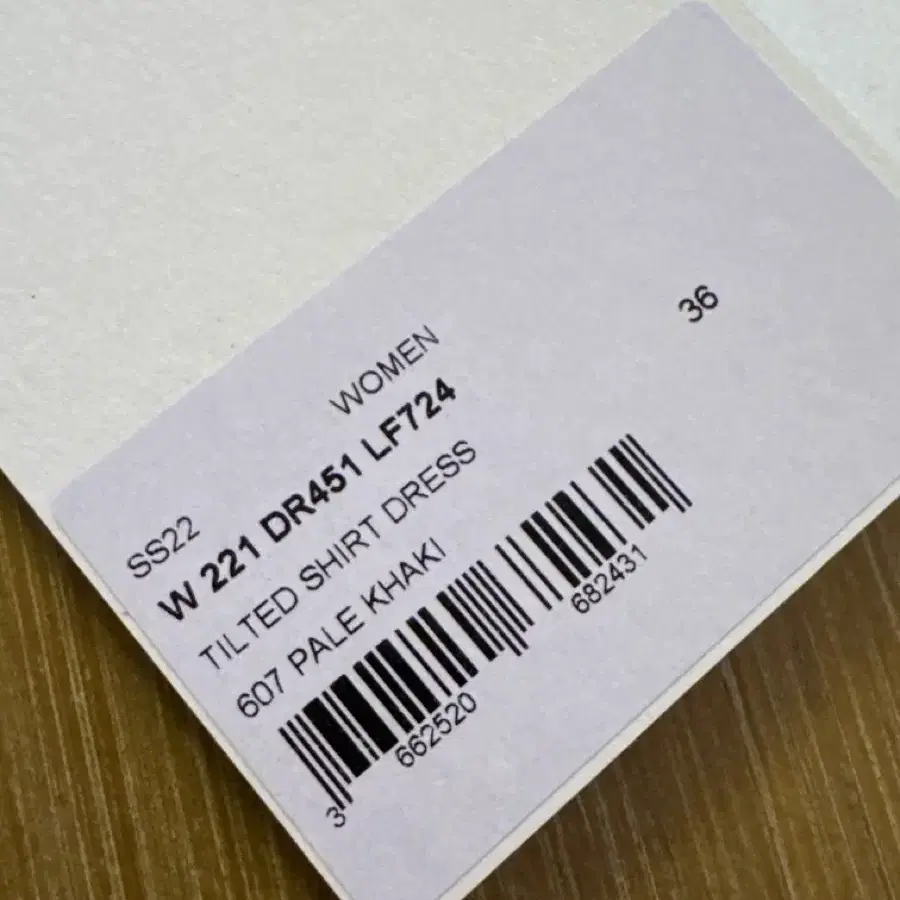 SS22
WOMEN
W 221 DR451 LF724
36
TILTED SHIRT DRESS
607 PALE KHAKI
3 662520 682431